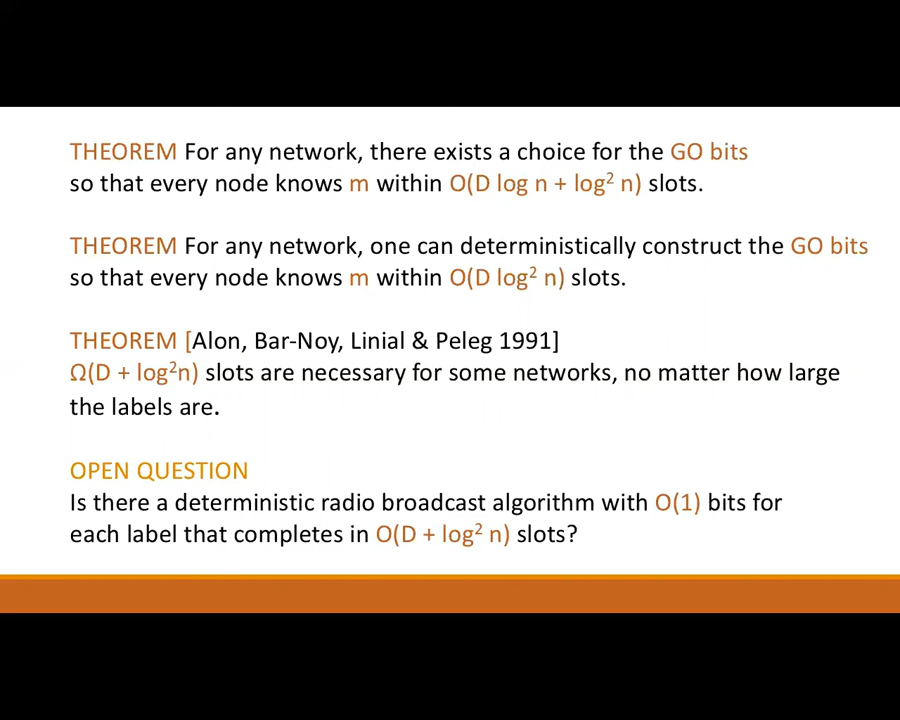 THEOREM For any network, there exists a choice for the GO bits
so that every node knows m within O(D log n + log² n) slots.
THEOREM For any network, one can deterministically construct the GO bits
so that every node knows m within O(D log² n) slots.
THEOREM [Alon, Bar-Noy, Linial & Peleg 1991]
Ω(D + log²n) slots are necessary for some networks, no matter how large
the labels are.
OPEN QUESTION
Is there a deterministic radio broadcast algorithm with O(1) bits for
each label that completes in O(D + log² n) slots?